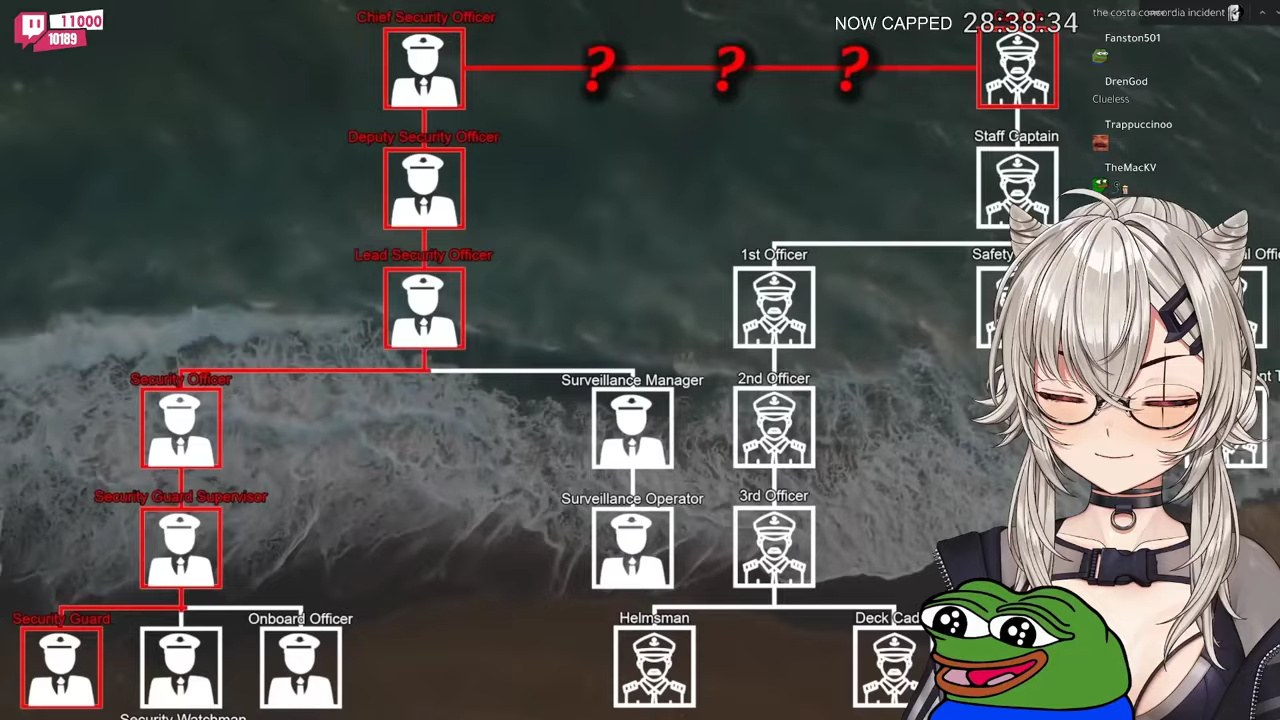 11000
10189
NOW CAPPED 28:38:34
the costa concordia incident
Fanston501
DrenGod
Clueless
Trappuccinoo
TheMacKV
Chief Security Officer
? ? ?
Deputy Security Officer
Staff Captain
Lead Security Officer
1st Officer
Safety
Security Officer
Surveillance Manager
2nd Officer
Security Guard Supervisor
Surveillance Operator
3rd Officer
Security Guard
Onboard Officer
Helmsman
Deck Cad
Security Watchman